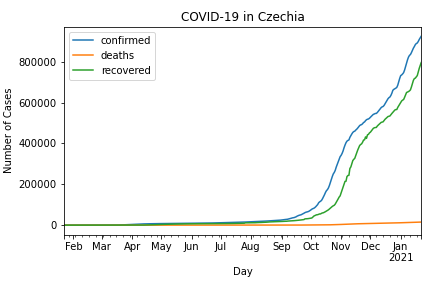 COVID-19 in Czechia
confirmed
deaths
recovered
Number of Cases
800000
600000
400000
200000
0
Feb Mar Apr May Jun Jul Aug Sep Oct Nov Dec Jan
2021
Day